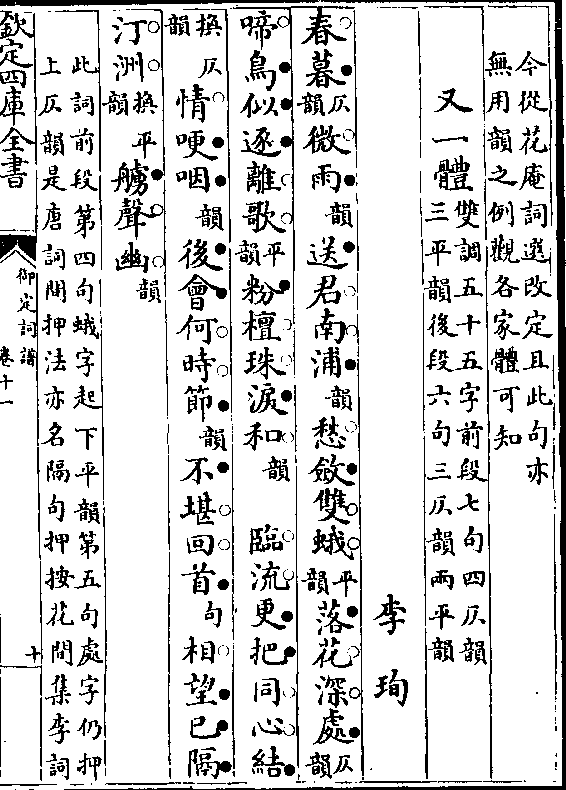 今從花庵詞選改定且此句亦
無用韻之例觀各家體可知
又一體雙調五十五字前段七句四仄韻
三平韻後段六句三仄韻兩平韻
李珣
春暮仄韻微雨韻送君南浦韻愁斂雙蛾平韻落花深處仄韻
啼鳥似逐離歌平韻粉檀珠淚和韻　臨流更把同心結
換仄韻情哽咽韻後會何時節韻不堪回首句相望已隔
汀洲換平韻艣聲幽韻
此詞前段第四句蛾字起下平韻第五句處字仍押
上仄韻是唐詞間押法亦名隔句押按花間集李詞
欽定四庫全書
御定詞譜
卷十一
十